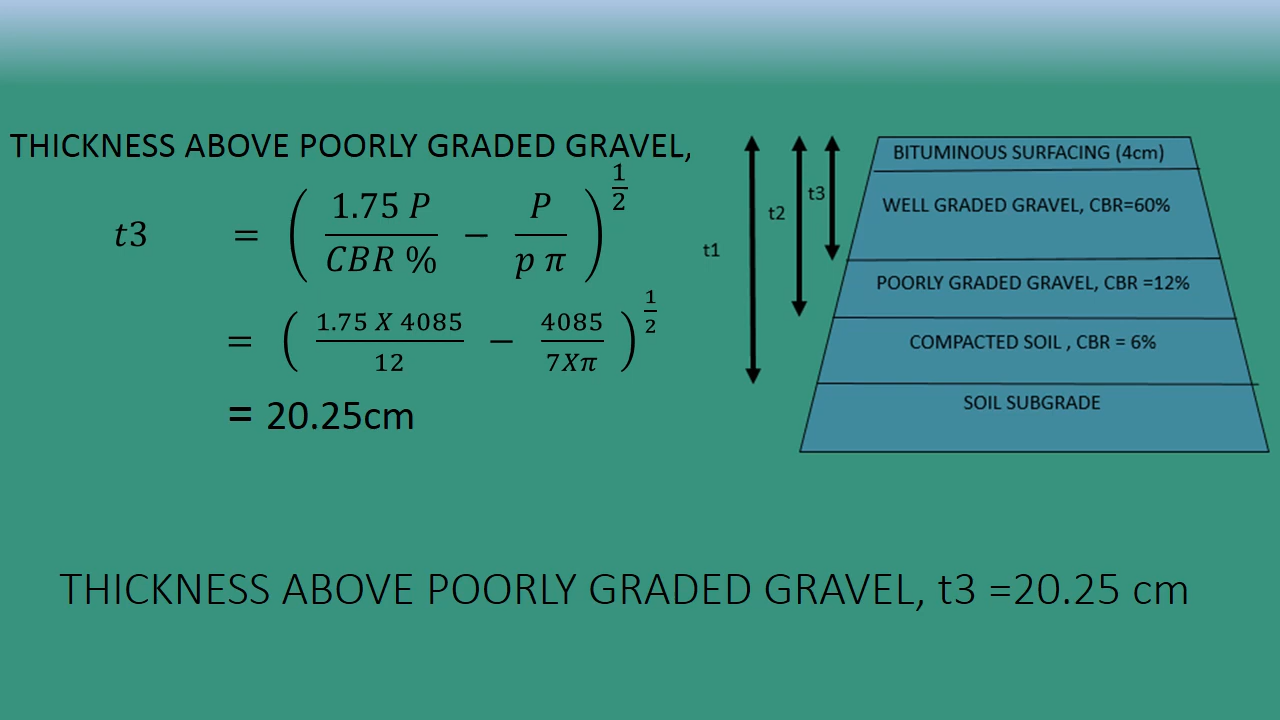 THICKNESS ABOVE POORLY GRADED GRAVEL,
t3 = ( 1.75 P / CBR % − P / p π )^1/2
= ( 1.75 X 4085 / 12 − 4085 / 7Xπ )^1/2
= 20.25cm
t1
t2
t3
BITUMINOUS SURFACING (4cm)
WELL GRADED GRAVEL, CBR=60%
POORLY GRADED GRAVEL, CBR =12%
COMPACTED SOIL , CBR = 6%
SOIL SUBGRADE
THICKNESS ABOVE POORLY GRADED GRAVEL, t3 =20.25 cm